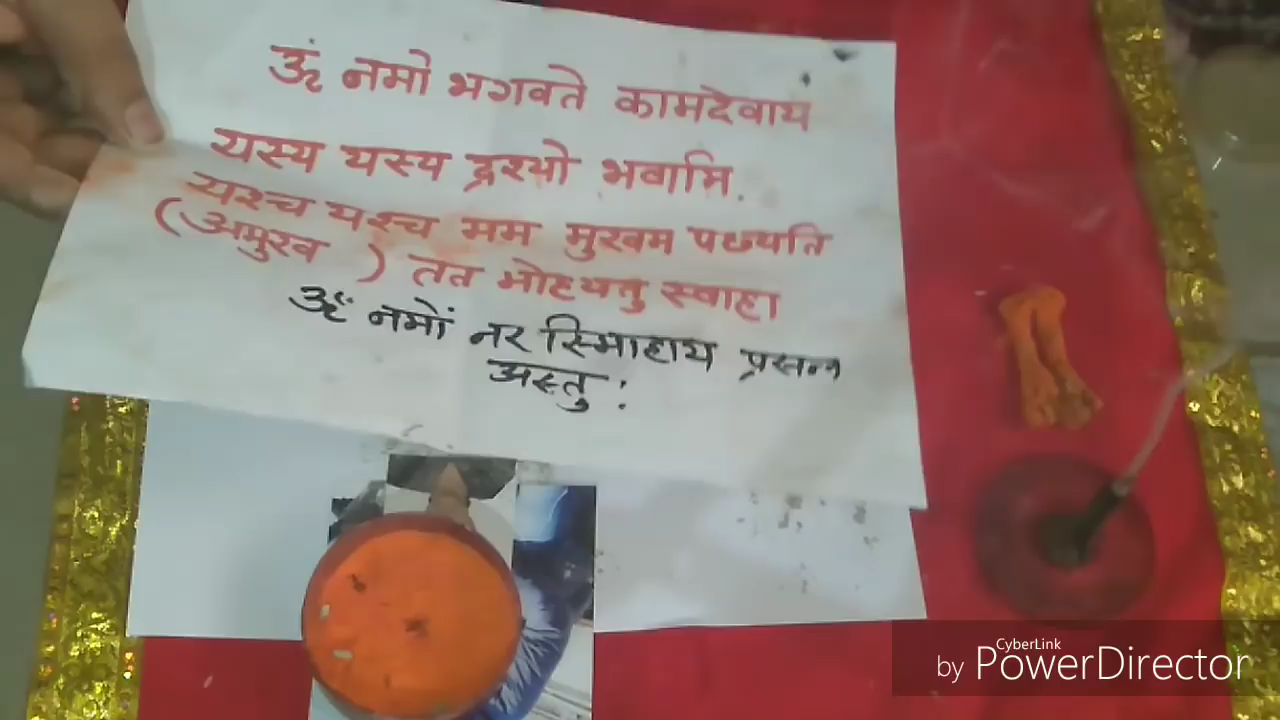 ऊं नमो भगवते कामदेवाय
यस्य यस्य द्रश्यो भवामि.
यश्च यश्च मम मुखम पश्यति
(अमुख ) तत मोहयतु स्वाहा
ऊँ नमों नर स्मिाहाय प्रसन्न
अस्तु :
CyberLink
by PowerDirector